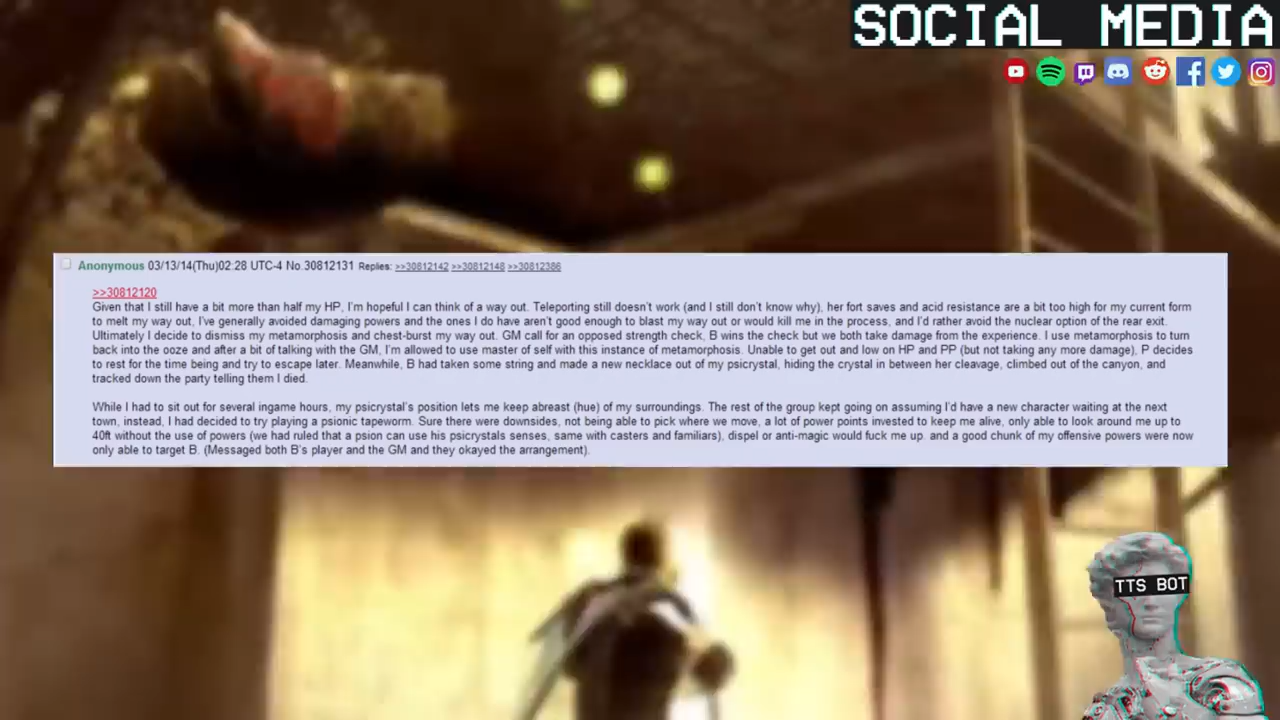 SOCIAL MEDIA
Anonymous 03/13/14(Thu)02:28 UTC-4 No.30812131 Replies: >>30812142 >>30812148 >>30812386
>>30812120
Given that I still have a bit more than half my HP, I'm hopeful I can think of a way out. Teleporting still doesn't work (and I still don't know why), her fort saves and acid resistance are a bit too high for my current form
to melt my way out, I've generally avoided damaging powers and the ones I do have aren't good enough to blast my way out or would kill me in the process, and I'd rather avoid the nuclear option of the rear exit.
Ultimately I decide to dismiss my metamorphosis and chest-burst my way out. GM call for an opposed strength check, B wins the check but we both take damage from the experience. I use metamorphosis to turn
back into the ooze and after a bit of talking with the GM, I'm allowed to use master of self with this instance of metamorphosis. Unable to get out and low on HP and PP (but not taking any more damage), P decides
to rest for the time being and try to escape later. Meanwhile, B had taken some string and made a new necklace out of my psicrystal, hiding the crystal in between her cleavage, climbed out of the canyon, and
tracked down the party telling them I died.
While I had to sit out for several ingame hours, my psicrystal's position lets me keep abreast (hue) of my surroundings. The rest of the group kept going on assuming I'd have a new character waiting at the next
town, instead, I had decided to try playing a psionic tapeworm. Sure there were downsides, not being able to pick where we move, a lot of power points invested to keep me alive, only able to look around me up to
40ft without the use of powers (we had ruled that a psion can use his psicrystals senses, same with casters and familiars), dispel or anti-magic would fuck me up. and a good chunk of my offensive powers were now
only able to target B. (Messaged both B's player and the GM and they okayed the arrangement).
TTS BOT